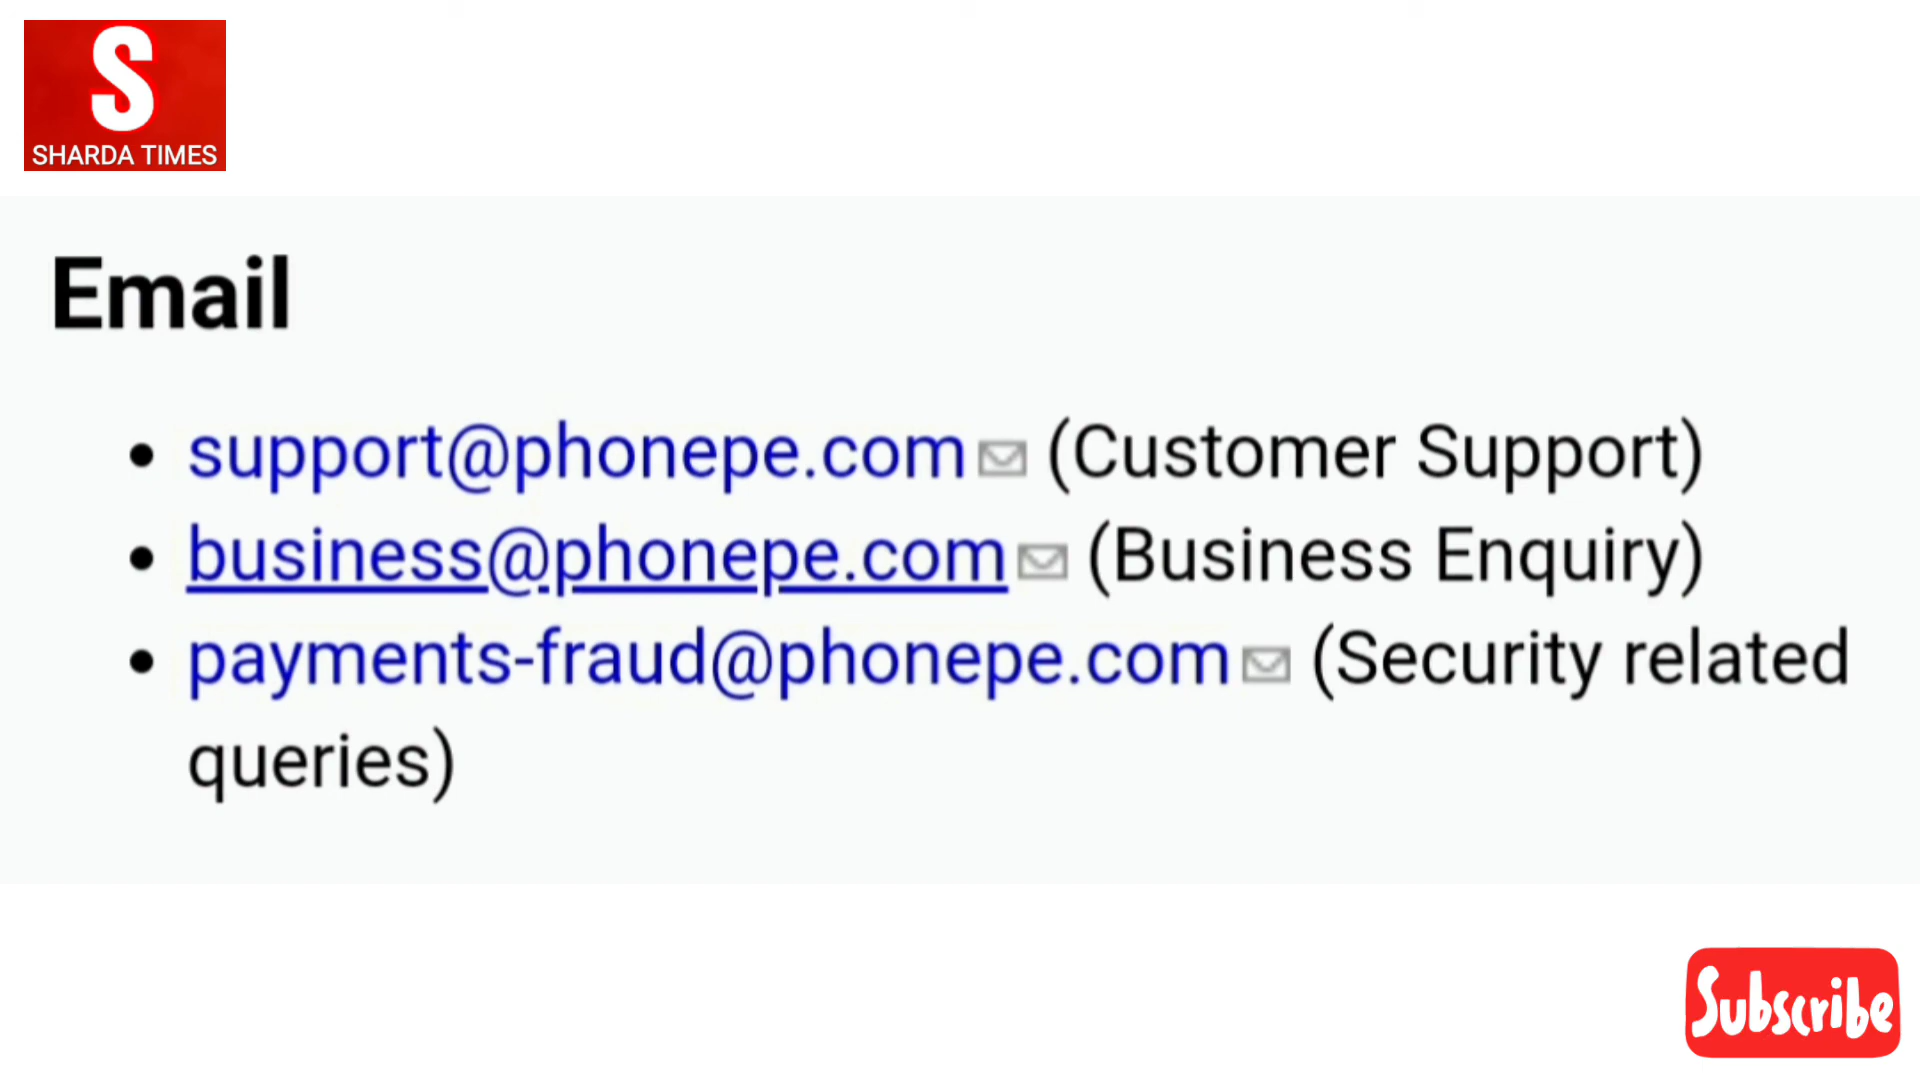 S
SHARDA TIMES
Email
• support@phonepe.com (Customer Support)
• business@phonepe.com (Business Enquiry)
• payments-fraud@phonepe.com (Security related
queries)
Subscribe